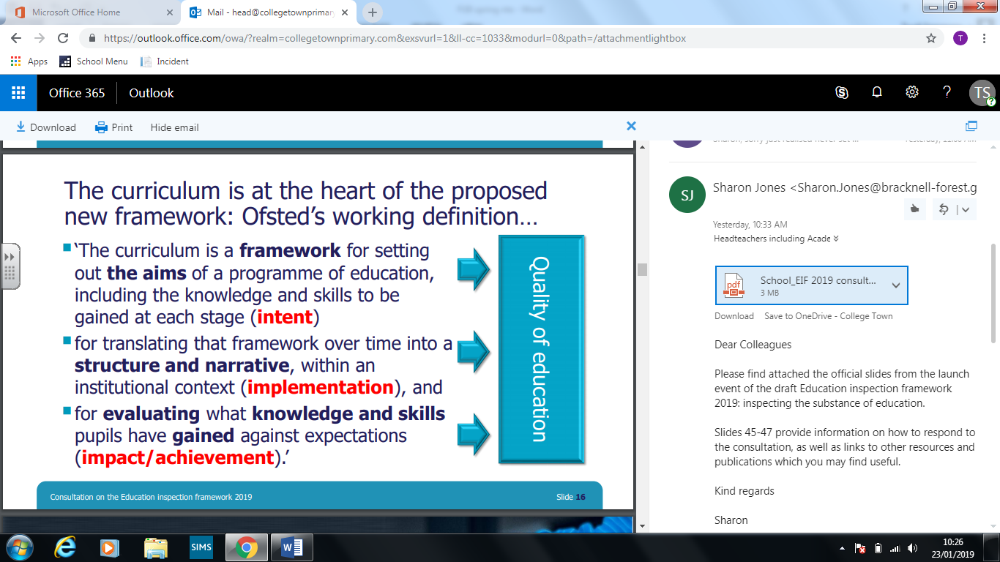 Microsoft Office Home
Mail - head@collegetownprimary
https://outlook.office.com/owa/?realm=collegetownprimary.com&exsvurl=1&ll-cc=1033&modurl=0&path=/attachmentlightbox
T
Apps
School Menu
Incident
Office 365
Outlook
TS
Download
Print
Hide email
The curriculum is at the heart of the proposed
new framework: Ofsted's working definition…
'The curriculum is a framework for setting
out the aims of a programme of education,
including the knowledge and skills to be
gained at each stage (intent)
for translating that framework over time into a
structure and narrative, within an
institutional context (implementation), and
for evaluating what knowledge and skills
pupils have gained against expectations
(impact/achievement).'
Quality of education
Consultation on the Education inspection framework 2019
Slide 16
SJ
Sharon Jones <Sharon.Jones@bracknell-forest.g
Yesterday, 10:33 AM
Headteachers including Acade
pdf
School_EIF 2019 consult...
3 MB
Download
Save to OneDrive - College Town
Dear Colleagues
Please find attached the official slides from the launch
event of the draft Education inspection framework
2019: inspecting the substance of education.
Slides 45-47 provide information on how to respond to
the consultation, as well as links to other resources and
publications which you may find useful.
Kind regards
Sharon
SIMS
10:26
23/01/2019